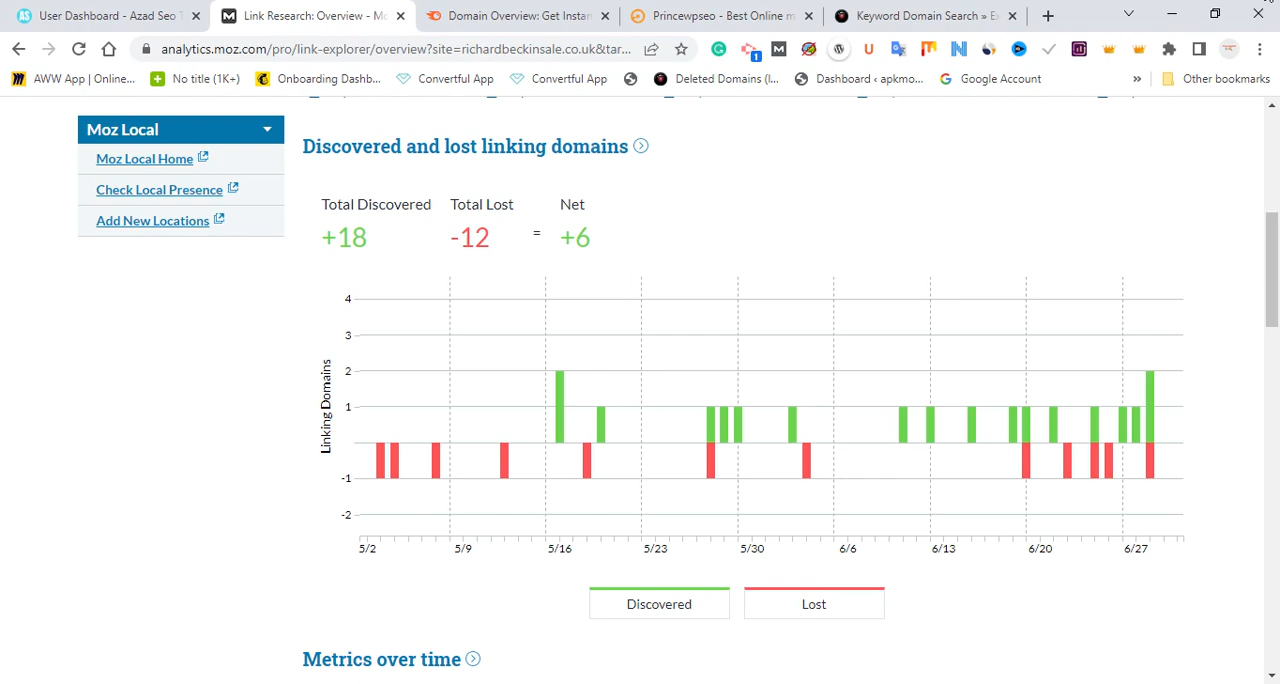 User Dashboard - Azad Seo T
Link Research: Overview - Mo
Domain Overview: Get Instan
Princewpseo - Best Online m
Keyword Domain Search » Ex
analytics.moz.com/pro/link-explorer/overview?site=richardbeckinsale.co.uk&tar...
AWW App | Online...
No title (1K+)
Onboarding Dashb...
Convertful App
Convertful App
Deleted Domains (l...
Dashboard ‹ apkmo...
Google Account
»
Other bookmarks
Moz Local
Moz Local Home
Check Local Presence
Add New Locations
Discovered and lost linking domains
Total Discovered Total Lost Net
+18 -12 = +6
Linking Domains
4
3
2
1
-1
-2
5/2 5/9 5/16 5/23 5/30 6/6 6/13 6/20 6/27
Discovered Lost
Metrics over time